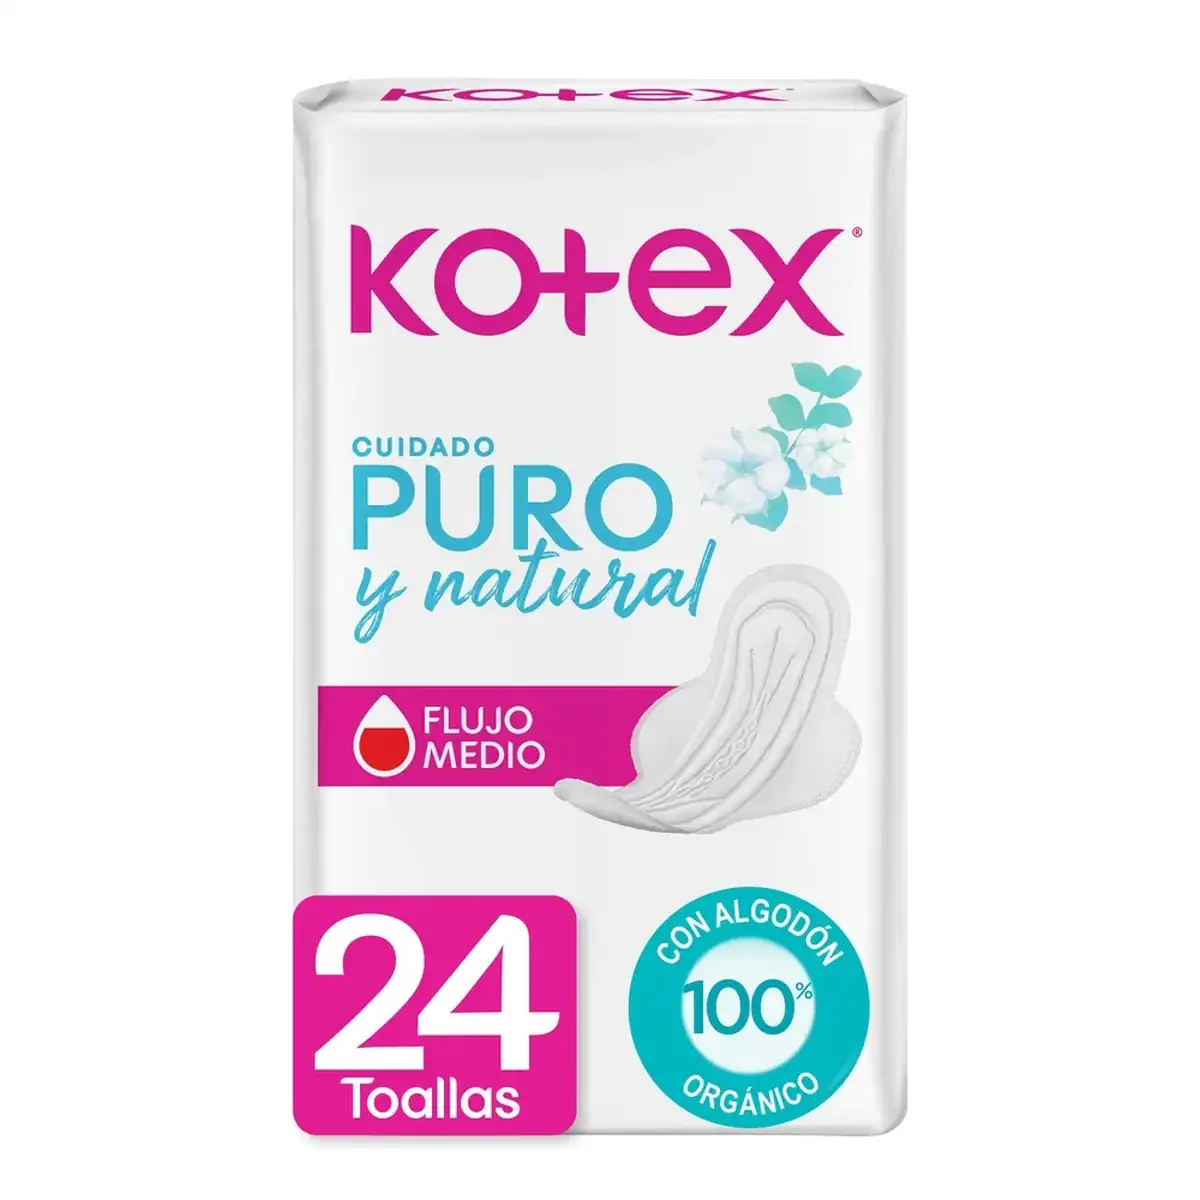 Kotex
Kotex®
CUIDADO
PURO
y natural
FLUJO
MEDIO
24
Toallas
CON ALGODÓN
100%
ORGÁNICO